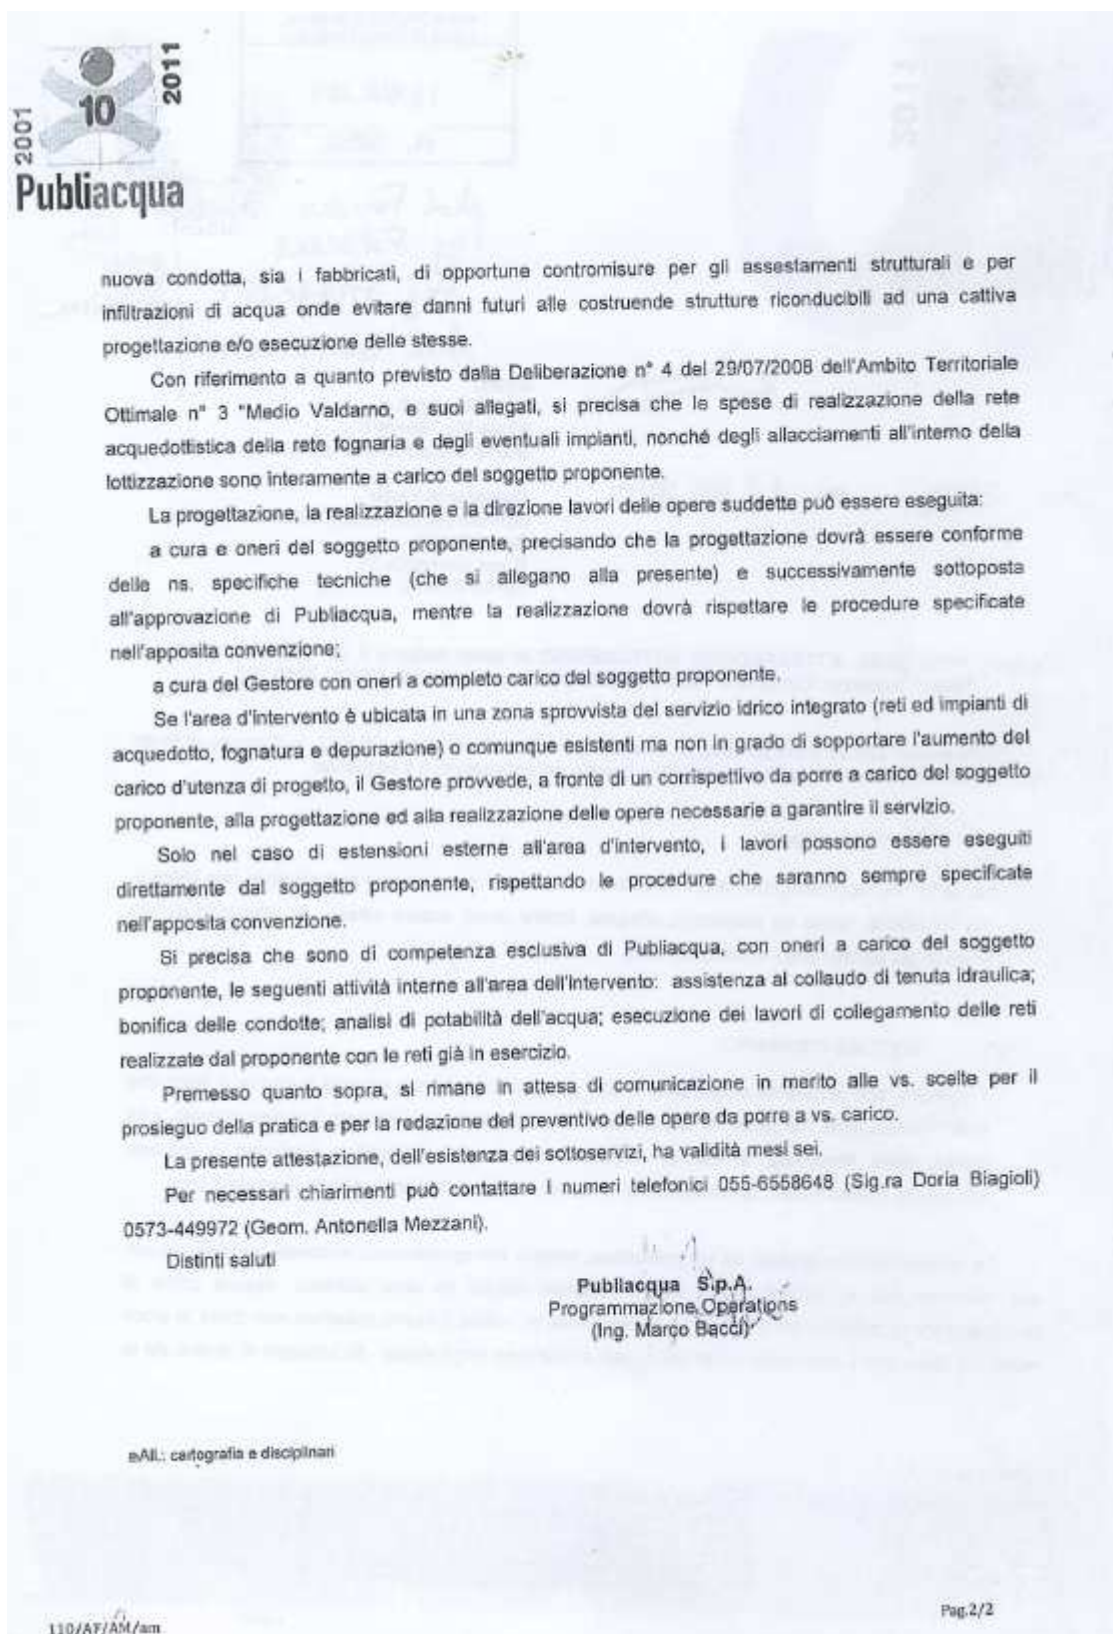 2001
10
2011
Publiacqua
nuova condotta, sia i fabbricati, di opportune contromisure per gli assestamenti strutturali e per
infiltrazioni di acqua onde evitare danni futuri alle costruende strutture riconducibili ad una cattiva
progettazione e/o esecuzione delle stesse.
Con riferimento a quanto previsto dalla Deliberazione n° 4 del 29/07/2008 dell'Ambito Territoriale
Ottimale n° 3 "Medio Valdarno, e suoi allegati, si precisa che le spese di realizzazione della rete
acquedottistica della rete fognaria e degli eventuali impianti, nonché degli allacciamenti all'interno della
lottizzazione sono interamente a carico del soggetto proponente.
La progettazione, la realizzazione e la direzione lavori delle opere suddette può essere eseguita:
a cura e oneri del soggetto proponente, precisando che la progettazione dovrà essere conforme
delle ns. specifiche tecniche (che si allegano alla presente) e successivamente sottoposta
all'approvazione di Publiacqua, mentre la realizzazione dovrà rispettare le procedure specificate
nell'apposita convenzione;
a cura del Gestore con oneri a completo carico del soggetto proponente.
Se l'area d'intervento è ubicata in una zona sprovvista del servizio idrico integrato (reti ed impianti di
acquedotto, fognatura e depurazione) o comunque esistenti ma non in grado di sopportare l'aumento del
carico d'utenza di progetto, il Gestore provvede, a fronte di un corrispettivo da porre a carico del soggetto
proponente, alla progettazione ed alla realizzazione delle opere necessarie a garantire il servizio.
Solo nel caso di estensioni esterne all'area d'intervento, i lavori possono essere eseguiti
direttamente dal soggetto proponente, rispettando le procedure che saranno sempre specificate
nell'apposita convenzione.
Si precisa che sono di competenza esclusiva di Publiacqua, con oneri a carico del soggetto
proponente, le seguenti attività interne all'area dell'intervento: assistenza al collaudo di tenuta idraulica;
bonifica delle condotte; analisi di potabilità dell'acqua; esecuzione dei lavori di collegamento delle reti
realizzate dal proponente con le reti già in esercizio.
Premesso quanto sopra, si rimane in attesa di comunicazione in merito alle vs. scelte per il
prosieguo della pratica e per la redazione del preventivo delle opere da porre a vs. carico.
La presente attestazione, dell'esistenza dei sottoservizi, ha validità mesi sei.
Per necessari chiarimenti può contattare i numeri telefonici 055-6558648 (Sig.ra Doria Biagioli)
0573-449972 (Geom. Antonella Mezzani).
Distinti saluti
Publiacqua S.p.A.
Programmazione Operations
(Ing. Marco Bacci)
All.: cartografia e disciplinari
Pag.2/2
110/AF/AM/am